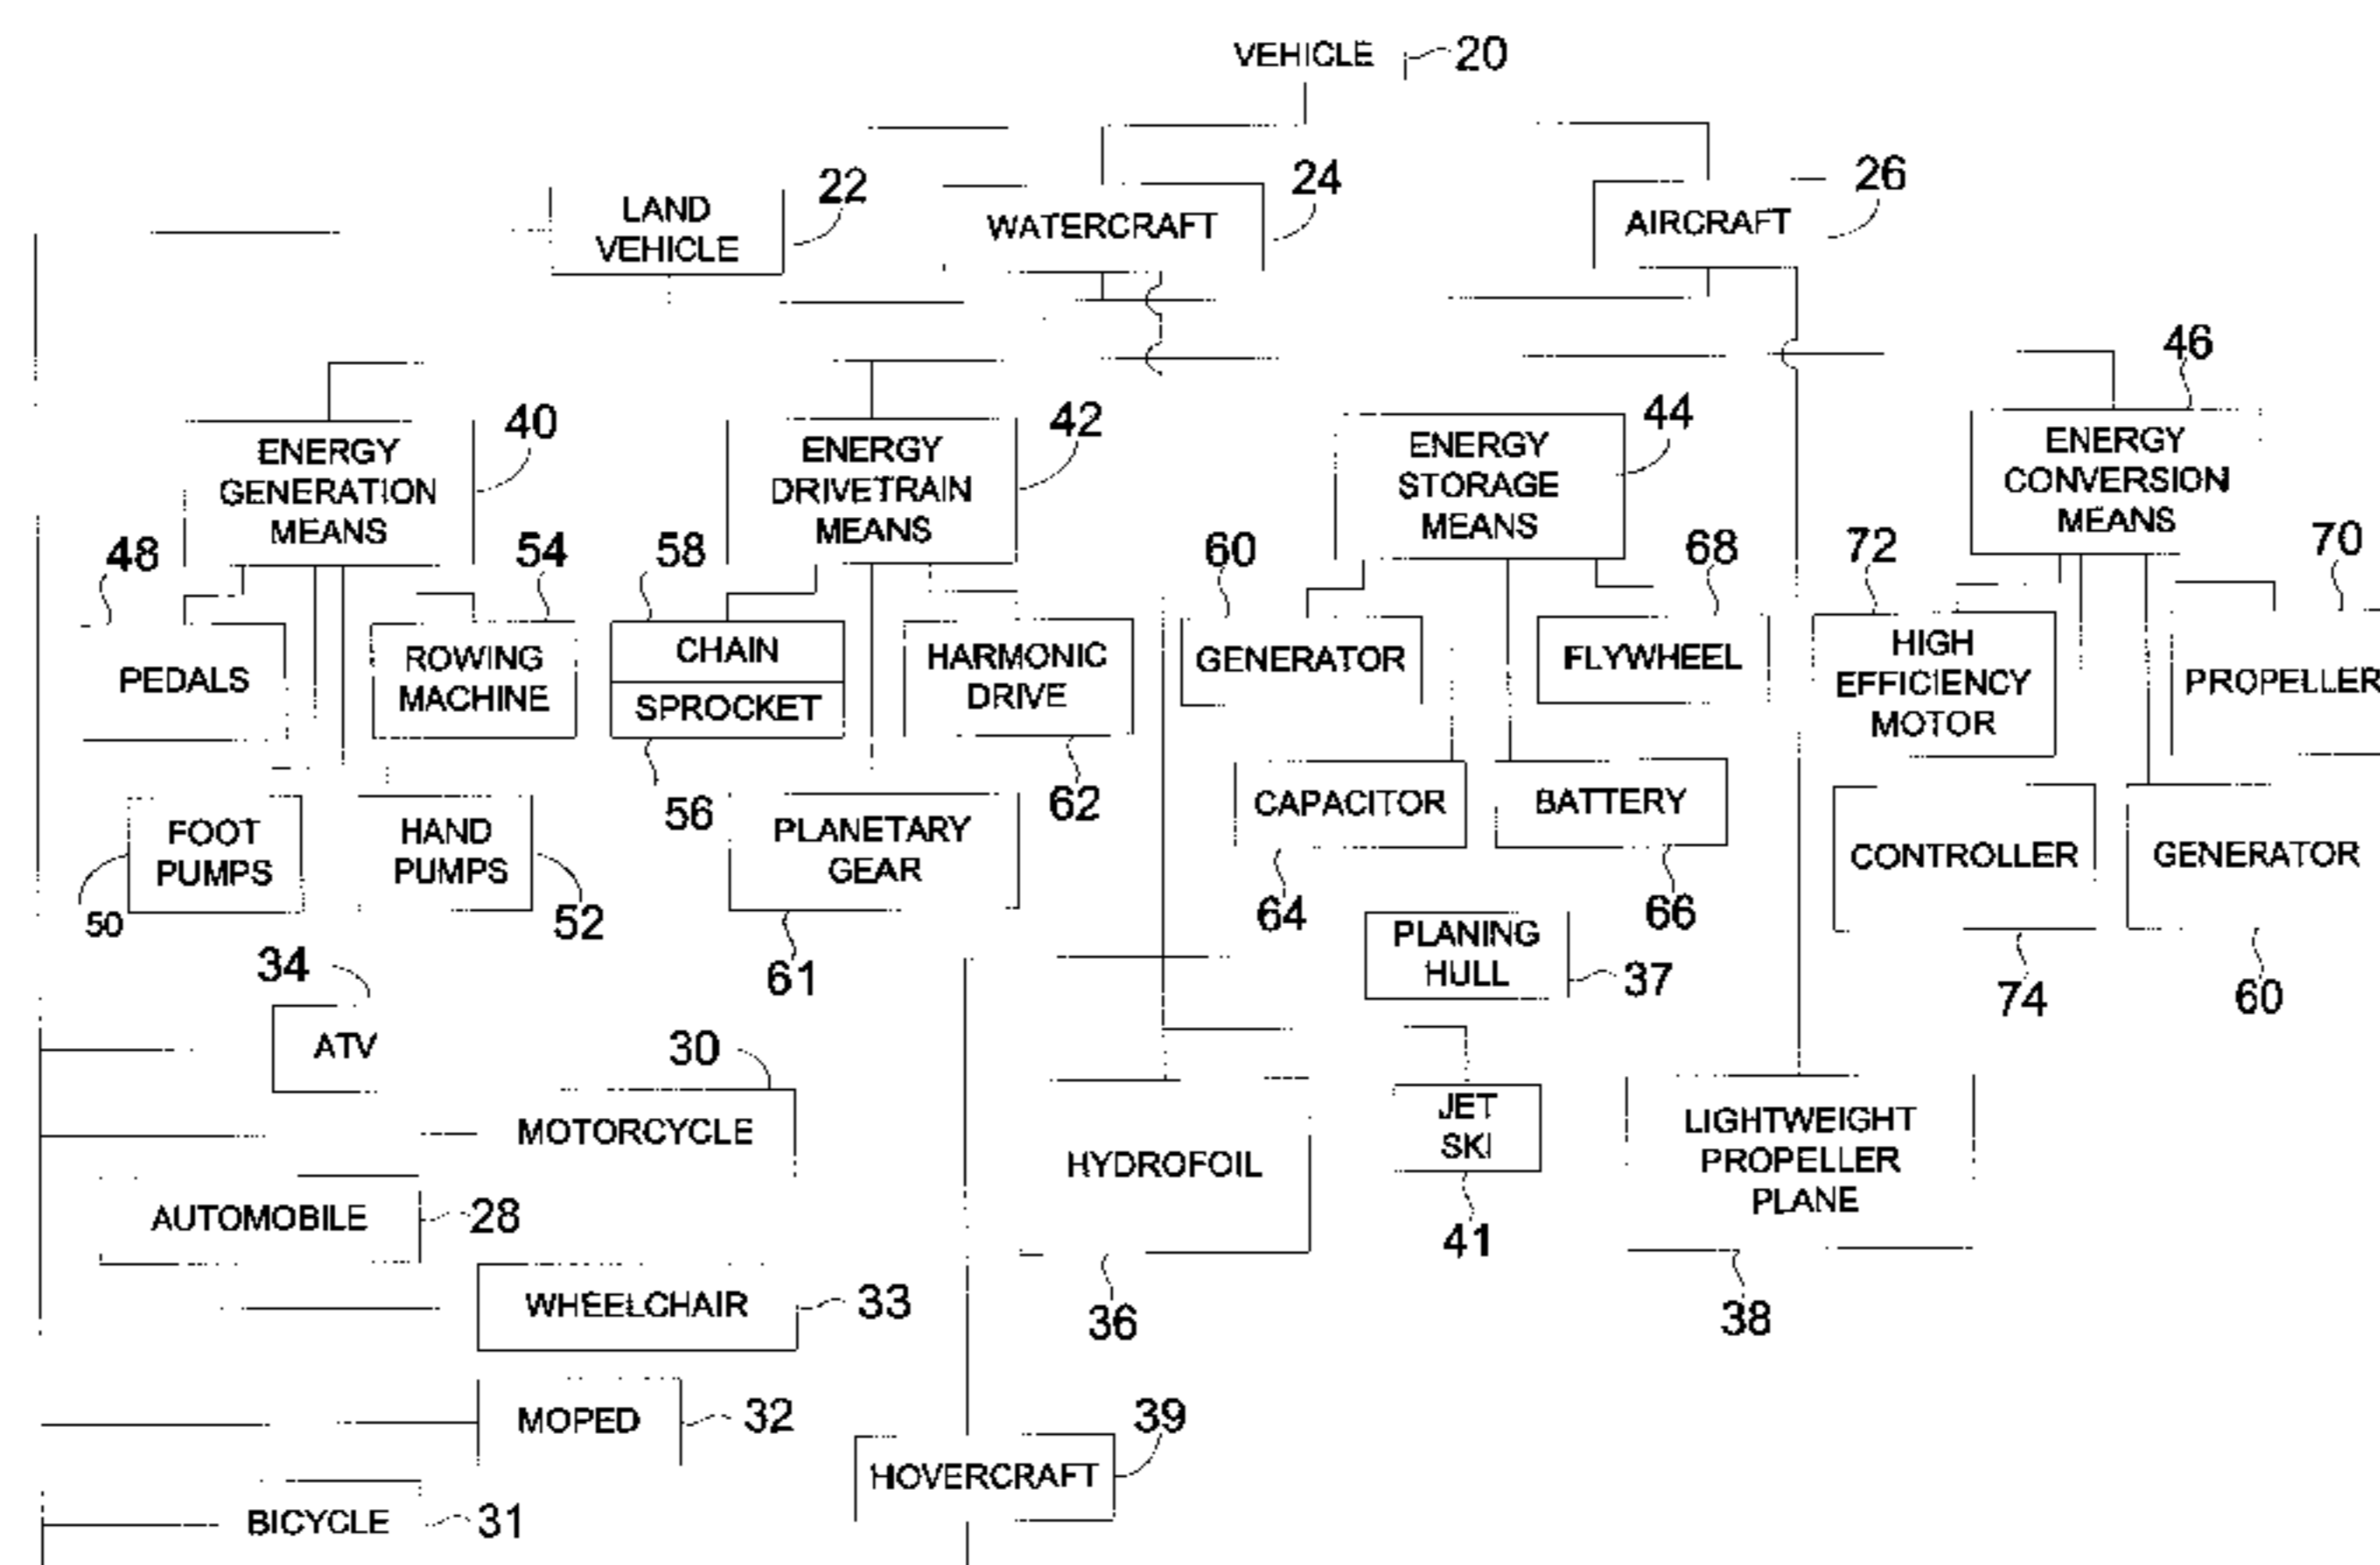 VEHICLE 20
LAND 22
VEHICLE
WATERCRAFT 24
AIRCRAFT 26
ENERGY 40
GENERATION
MEANS
ENERGY 42
DRIVETRAIN
MEANS
ENERGY 44
STORAGE
MEANS
ENERGY 46
CONVERSION
MEANS
48
PEDALS
54
ROWING
MACHINE
58
CHAIN
SPROCKET
56
HARMONIC
DRIVE
62
60
GENERATOR
68
FLYWHEEL
72
HIGH
EFFICIENCY
MOTOR
70
PROPELLER
FOOT
PUMPS
50
HAND
PUMPS
52
PLANETARY
GEAR
61
CAPACITOR
64
BATTERY
66
CONTROLLER
74
GENERATOR
60
PLANING
HULL 37
34
ATV
30
MOTORCYCLE
AUTOMOBILE 28
HYDROFOIL
36
JET
SKI
41
LIGHTWEIGHT
PROPELLER
PLANE
38
WHEELCHAIR 33
MOPED 32
HOVERCRAFT 39
BICYCLE 31